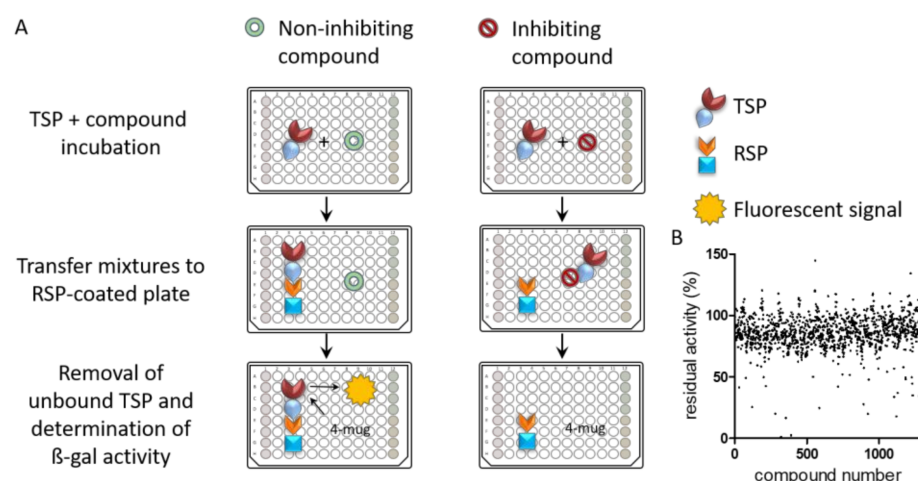 A
Non-inhibiting
compound
Inhibiting
compound
TSP + compound
incubation
+
+
TSP
RSP
Fluorescent signal
Transfer mixtures to
RSP-coated plate
Removal of
unbound TSP and
determination of
ß-gal activity
4-mug
4-mug
B
residual activity (%)
150
100
50
0
0
500
1000
compound number